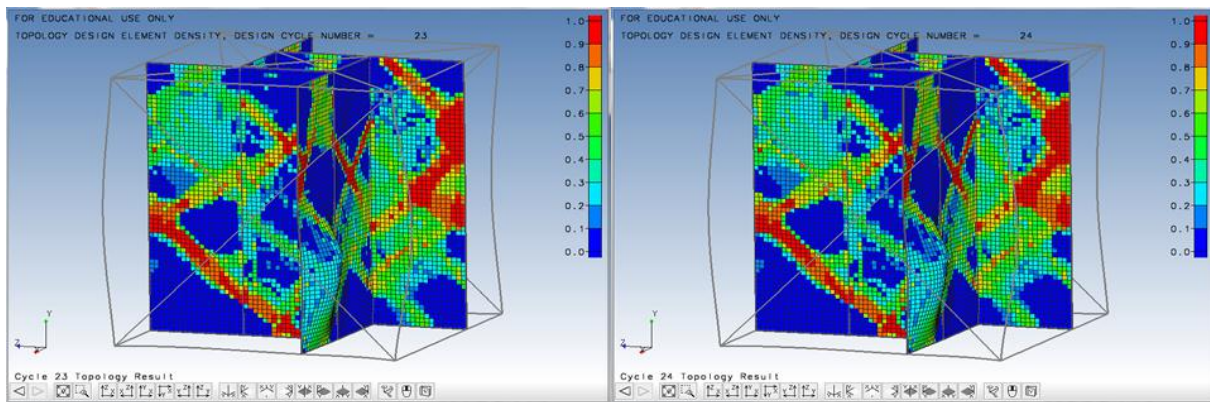 FOR EDUCATIONAL USE ONLY
TOPOLOGY DESIGN ELEMENT DENSITY, DESIGN CYCLE NUMBER = 23
1.0
0.9
0.8
0.7
0.6
0.5
0.4
0.3
0.2
0.1
0.0
Y
Z
Cycle 23 Topology Result
FOR EDUCATIONAL USE ONLY
TOPOLOGY DESIGN ELEMENT DENSITY, DESIGN CYCLE NUMBER = 24
1.0
0.9
0.8
0.7
0.6
0.5
0.4
0.3
0.2
0.1
0.0
Y
Z
Cycle 24 Topology Result